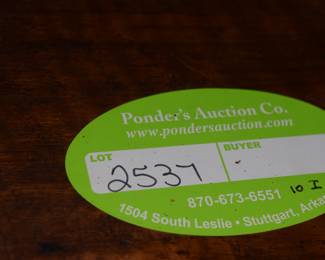 Ponder's Auction Co.
www.pondersauction.com
LOT BUYER
2537
870-673-6551 10 I
1504 South Leslie • Stuttgart, Arka